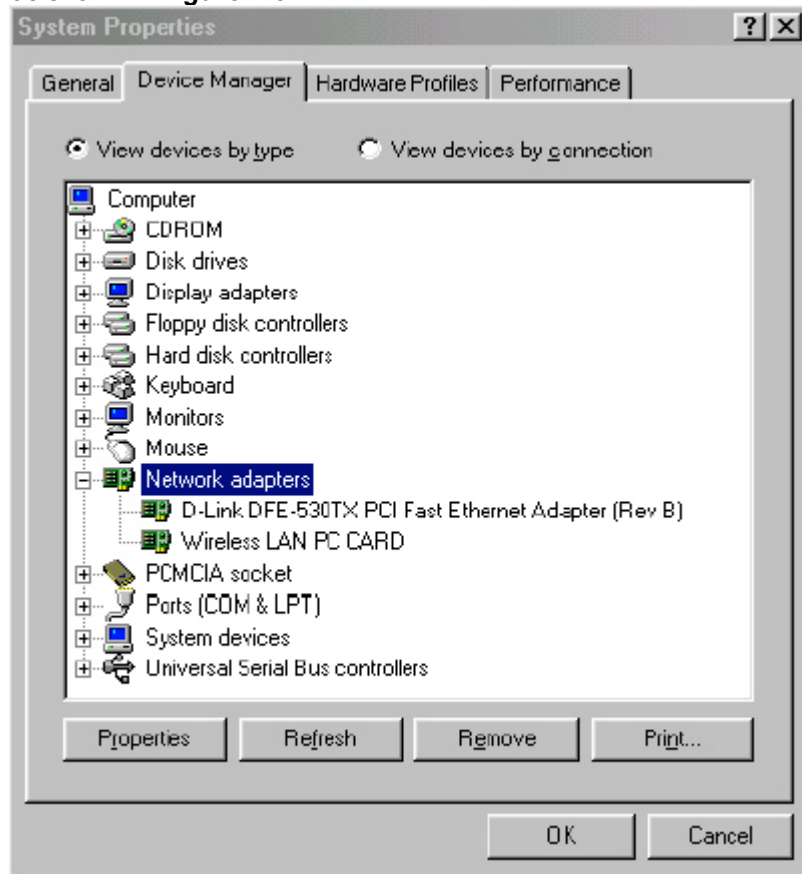 System Properties
? X
General Device Manager Hardware Profiles Performance
View devices by type View devices by connection
Computer
CDROM
Disk drives
Display adapters
Floppy disk controllers
Hard disk controllers
Keyboard
Monitors
Mouse
Network adapters
D-Link DFE-530TX PCI Fast Ethernet Adapter (Rev B)
Wireless LAN PC CARD
PCMCIA socket
Ports (COM & LPT)
System devices
Universal Serial Bus controllers
Properties Refresh Remove Print...
OK Cancel